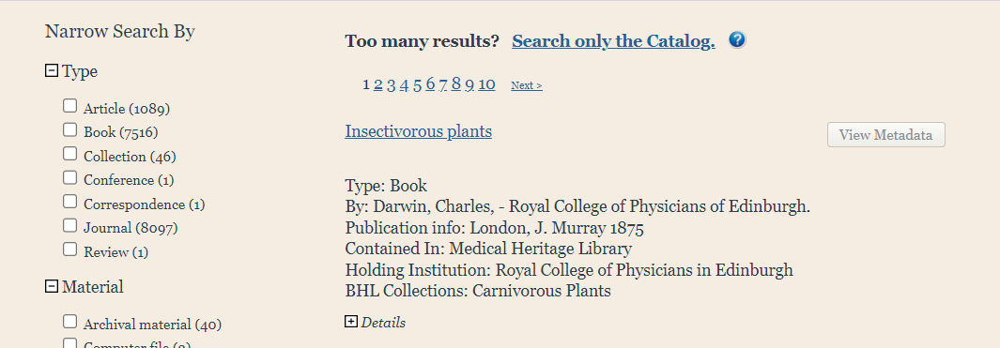 Narrow Search By
Type
Article (1089)
Book (7516)
Collection (46)
Conference (1)
Correspondence (1)
Journal (8097)
Review (1)
Material
Archival material (40)
Computer file (2)
Too many results? Search only the Catalog. ?
1 2 3 4 5 6 7 8 9 10 Next >
Insectivorous plants
View Metadata
Type: Book
By: Darwin, Charles, - Royal College of Physicians of Edinburgh.
Publication info: London, J. Murray 1875
Contained In: Medical Heritage Library
Holding Institution: Royal College of Physicians in Edinburgh
BHL Collections: Carnivorous Plants
Details